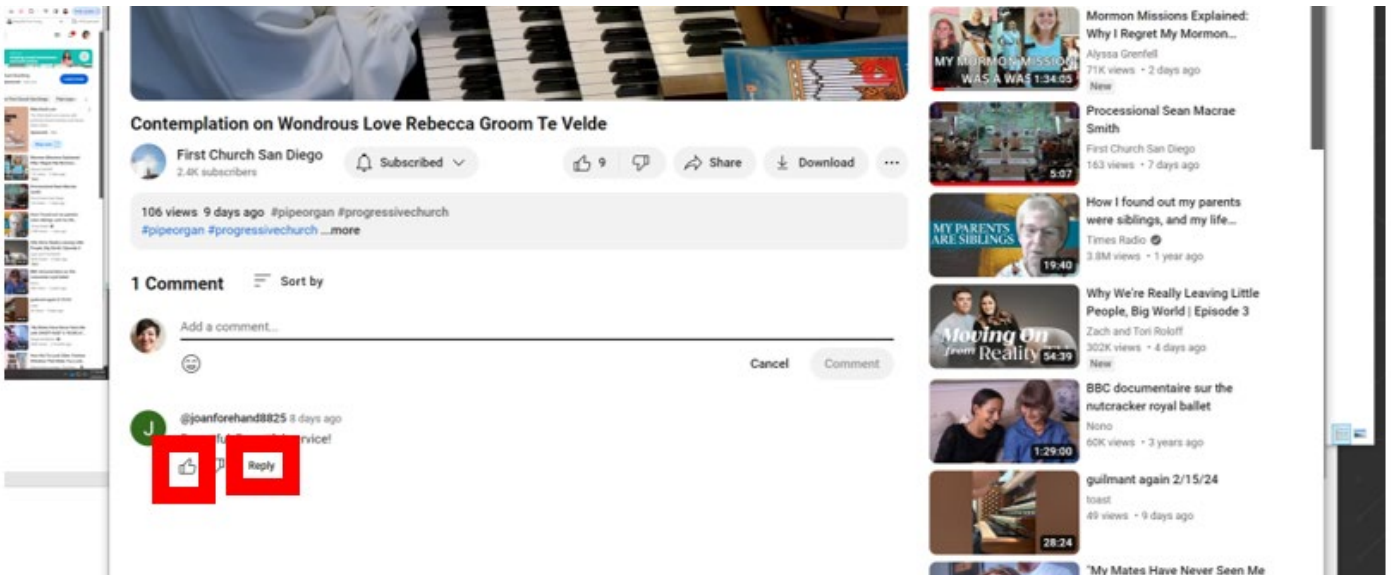 Contemplation on Wondrous Love Rebecca Groom Te Velde
First Church San Diego
2.4K subscribers
Subscribed
9
Share
Download
106 views 9 days ago #pipeorgan #progressivechurch
#pipeorgan #progressivechurch ...more
1 Comment
Sort by
Add a comment...
Cancel
Comment
J
@joanforehand8825 8 days ago
Reply
MY MORMON MISSION
WAS A WAS
1:34:05
Mormon Missions Explained:
Why I Regret My Mormon...
Alyssa Grenfell
71K views • 2 days ago
New
5:07
Processional Sean Macrae
Smith
First Church San Diego
163 views • 7 days ago
MY PARENTS
ARE SIBLINGS
19:40
How I found out my parents
were siblings, and my life...
Times Radio
3.8M views • 1 year ago
Moving On
from Reality
54:39
Why We're Really Leaving Little
People, Big World | Episode 3
Zach and Tori Roloff
302K views • 4 days ago
New
1:29:00
BBC documentaire sur the
nutcracker royal ballet
Nono
60K views • 3 years ago
28:24
guilmant again 2/15/24
toast
49 views • 9 days ago
"My Mates Have Never Seen Me